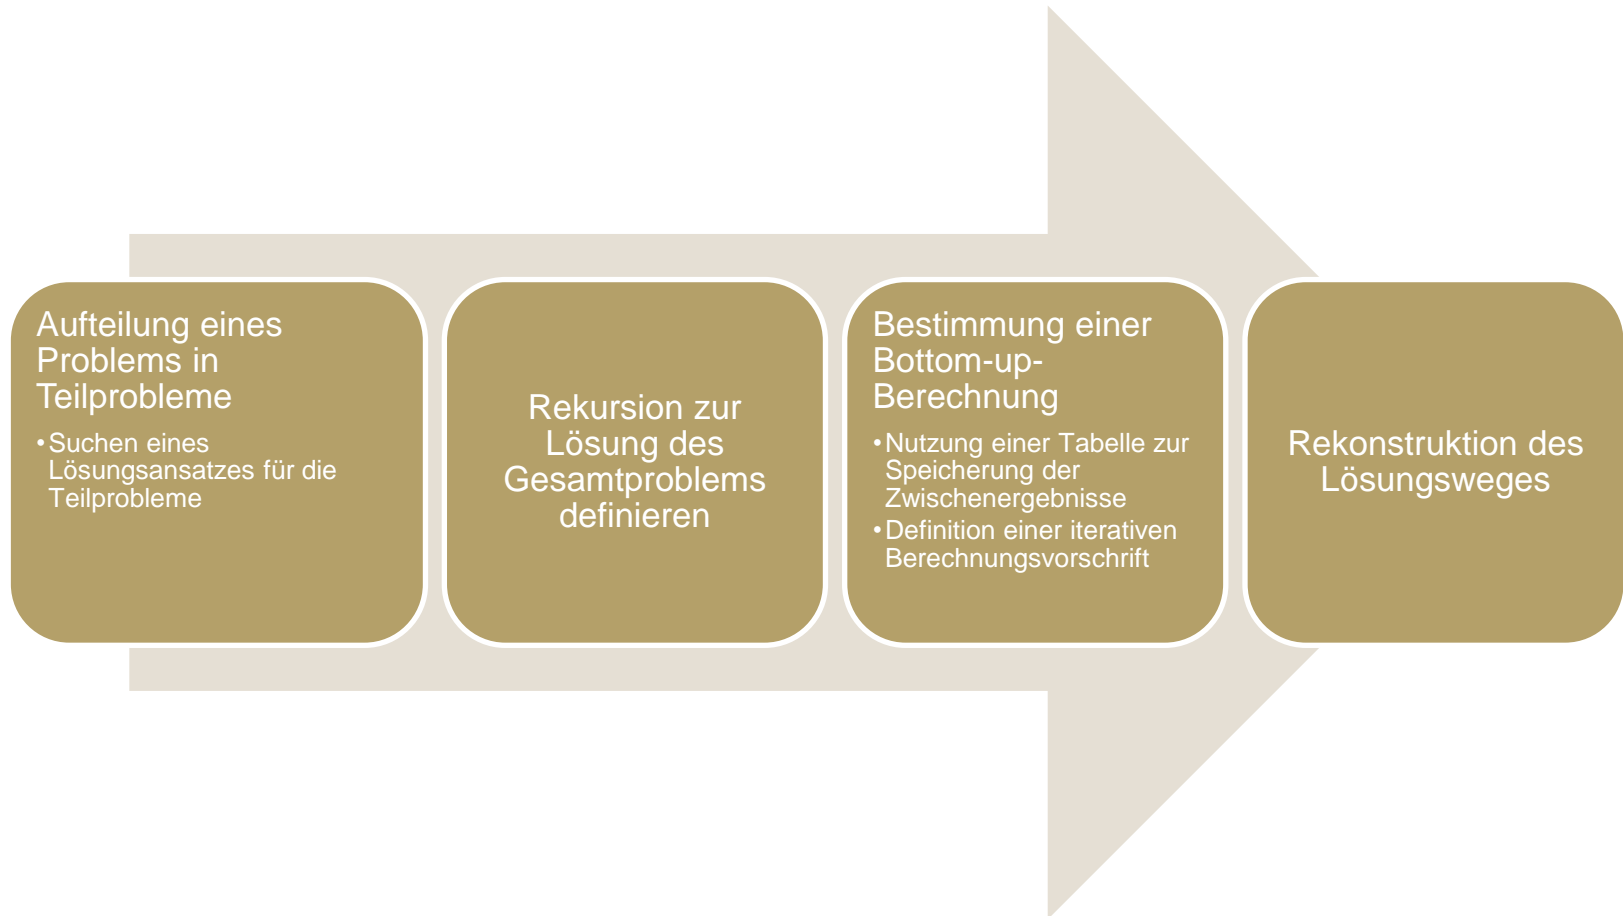 Aufteilung eines
Problems in
Teilprobleme
•Suchen eines
Lösungsansatzes für die
Teilprobleme
Rekursion zur
Lösung des
Gesamtproblems
definieren
Bestimmung einer
Bottom-up-
Berechnung
•Nutzung einer Tabelle zur
Speicherung der
Zwischenergebnisse
•Definition einer iterativen
Berechnungsvorschrift
Rekonstruktion des
Lösungsweges